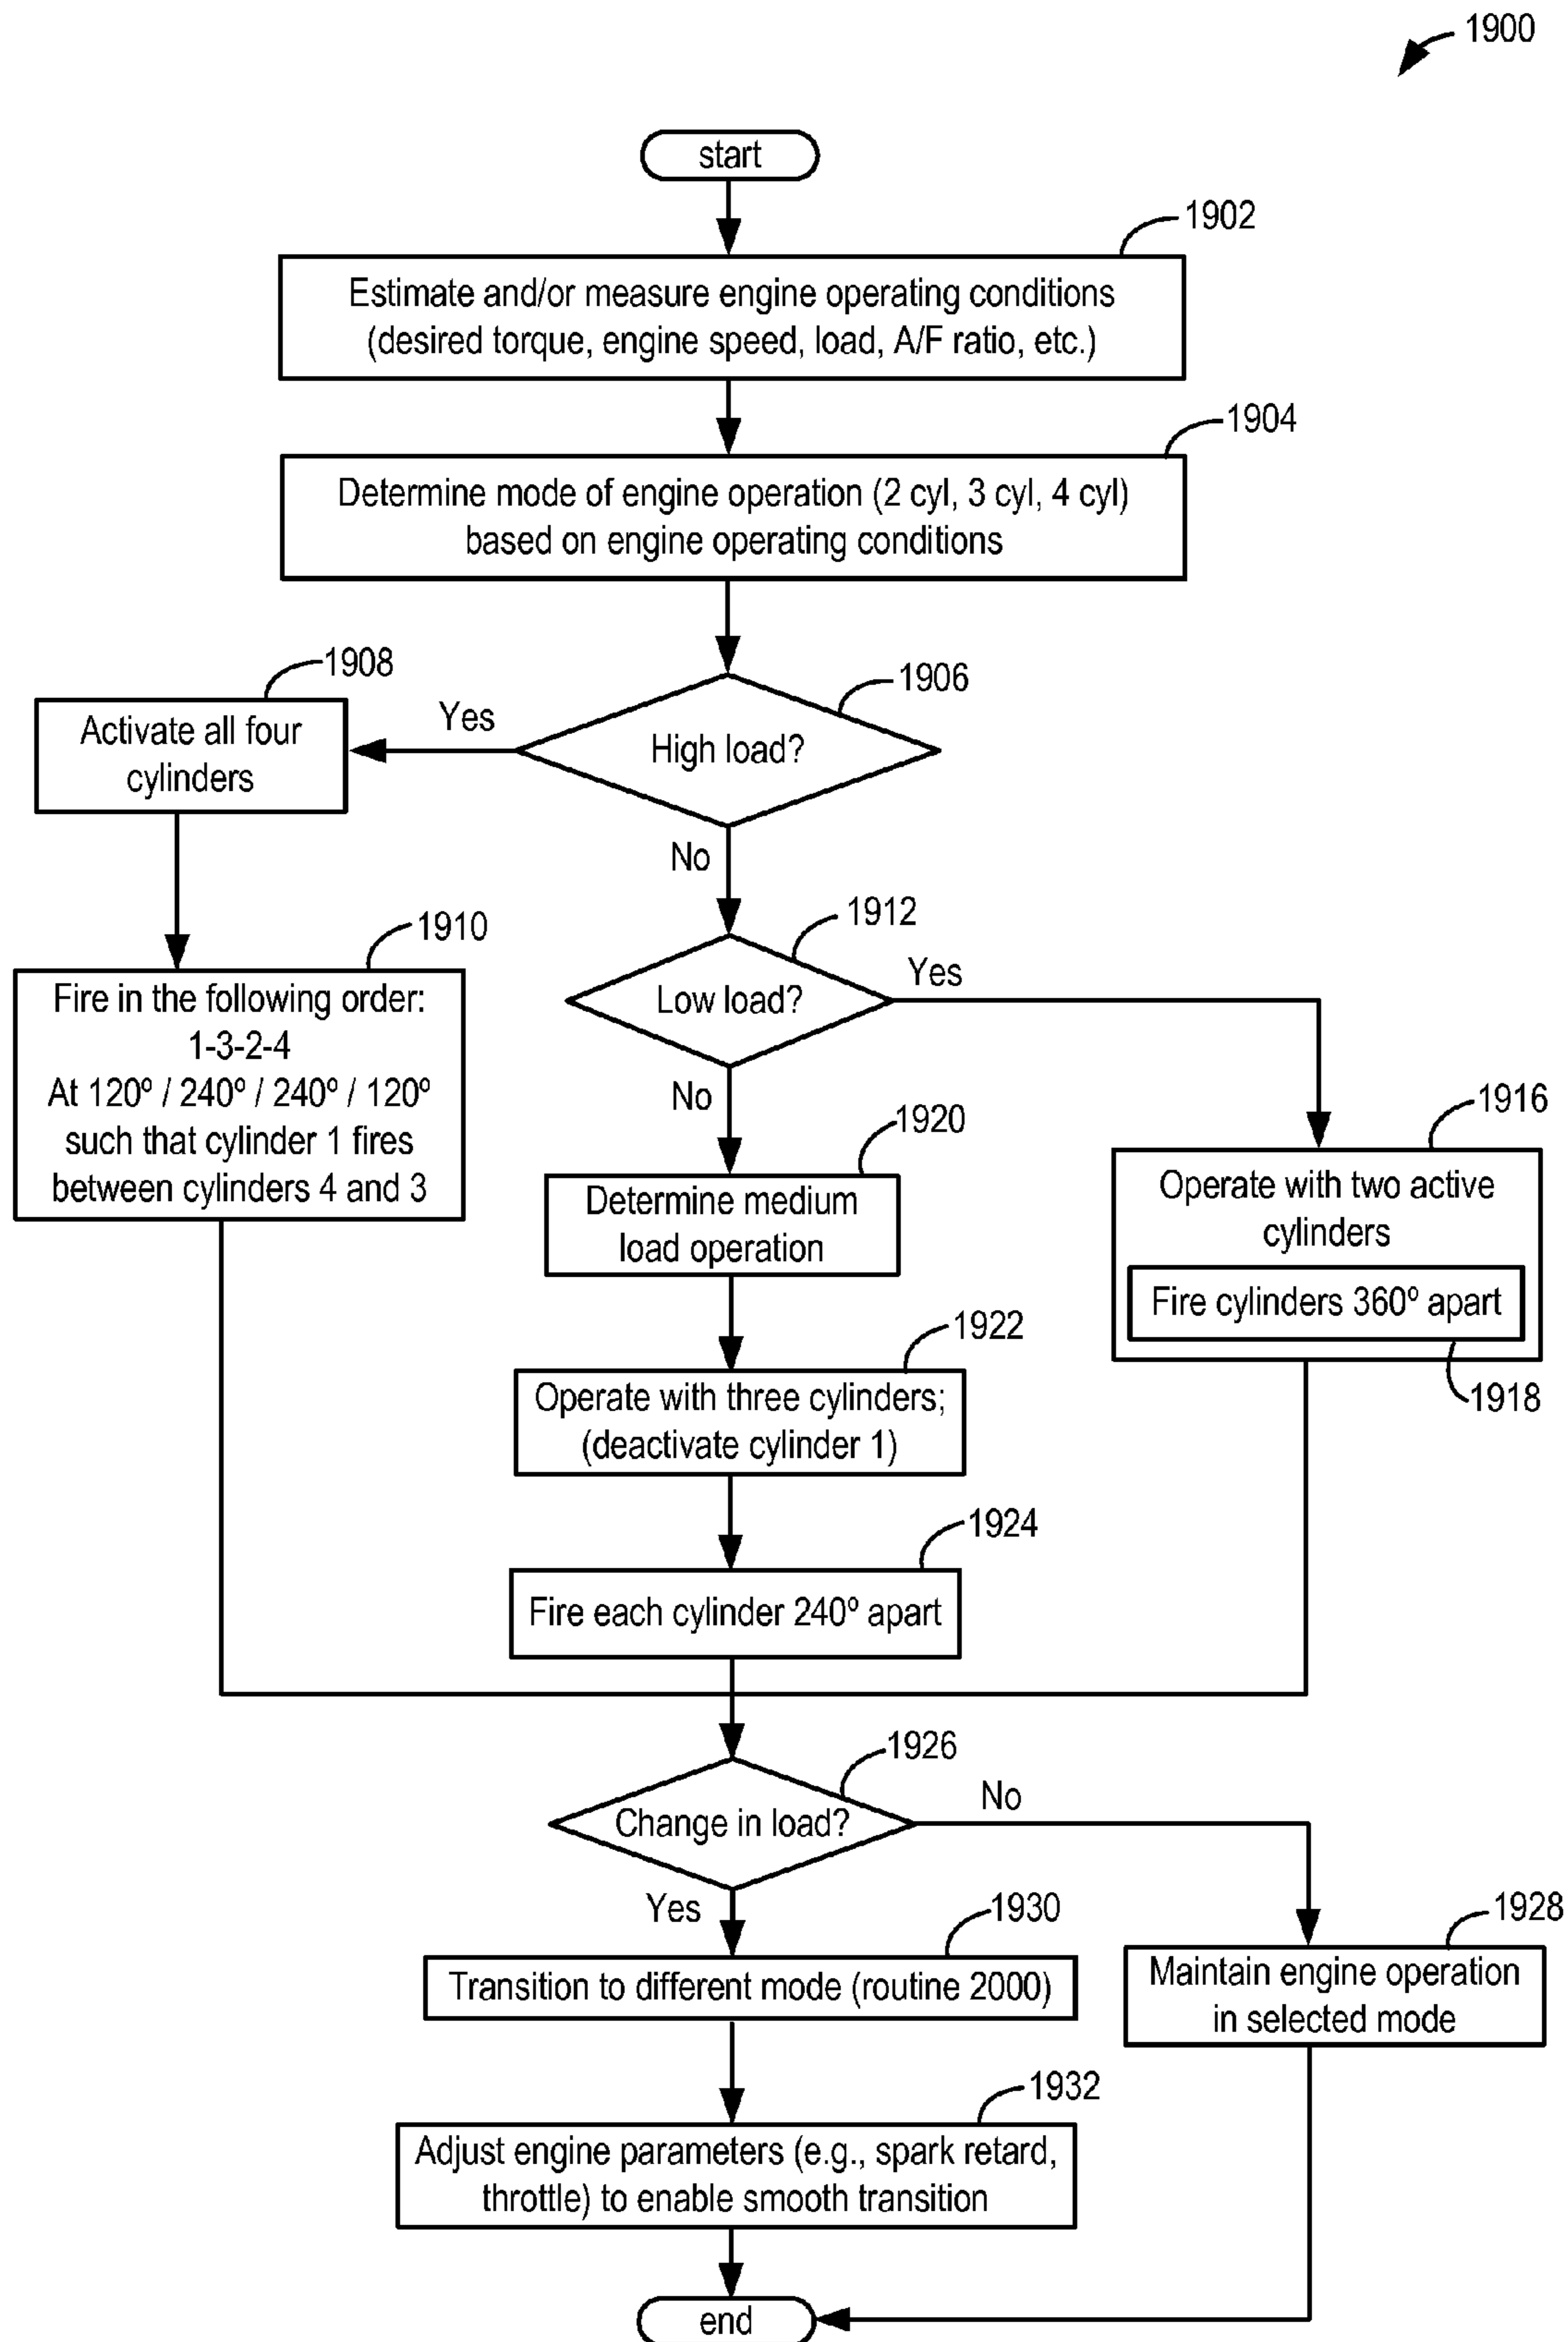 1900
start
1902
Estimate and/or measure engine operating conditions
(desired torque, engine speed, load, A/F ratio, etc.)
1904
Determine mode of engine operation (2 cyl, 3 cyl, 4 cyl)
based on engine operating conditions
1906
High load?
Yes
No
1908
Activate all four
cylinders
1910
Fire in the following order:
1-3-2-4
At 120º / 240º / 240º / 120º
such that cylinder 1 fires
between cylinders 4 and 3
1912
Low load?
Yes
No
1916
Operate with two active
cylinders
Fire cylinders 360º apart
1918
1920
Determine medium
load operation
1922
Operate with three cylinders;
(deactivate cylinder 1)
1924
Fire each cylinder 240º apart
1926
Change in load?
No
Yes
1928
Maintain engine operation
in selected mode
1930
Transition to different mode (routine 2000)
1932
Adjust engine parameters (e.g., spark retard,
throttle) to enable smooth transition
end